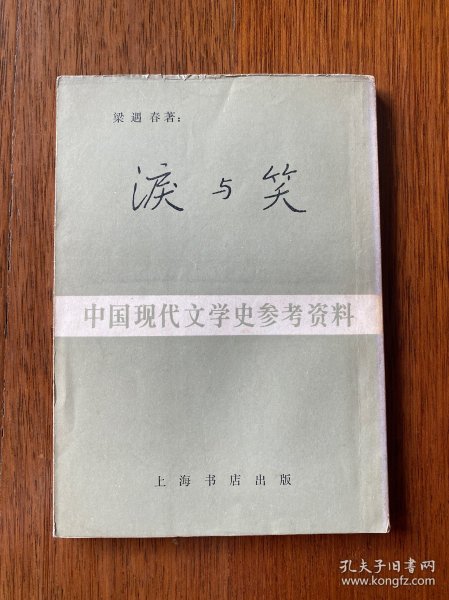 梁遇春著：
淚与笑
中国现代文学史参考资料
上海书店出版
孔夫子旧书网
www.kongfz.com